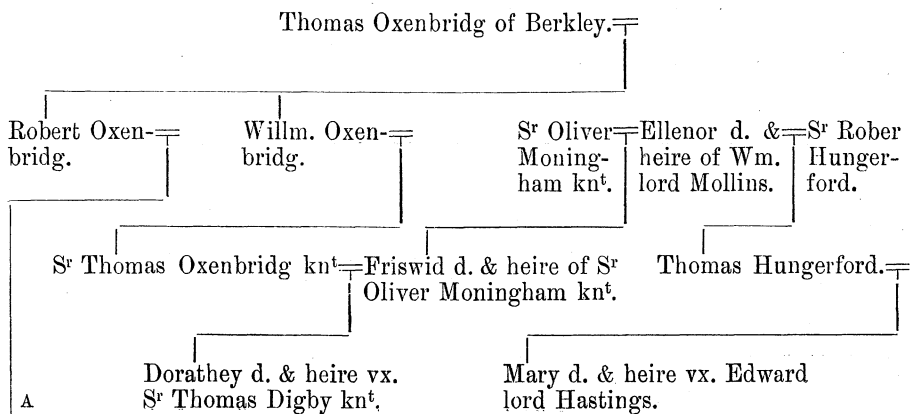 Thomas Oxenbridg of Berkley.
Robert Oxen-
bridg.
Willm. Oxen-
bridg.
Sʳ Oliver
Moning-
ham knᵗ.
Ellenor d. &
heire of Wm.
lord Mollins.
Sʳ Rober
Hunger-
ford.
Sʳ Thomas Oxenbridg knᵗ
Friswid d. & heire of Sʳ
Oliver Moningham knᵗ.
Thomas Hungerford.
Dorathey d. & heire vx.
Sʳ Thomas Digby knᵗ.
Mary d. & heire vx. Edward
lord Hastings.
A